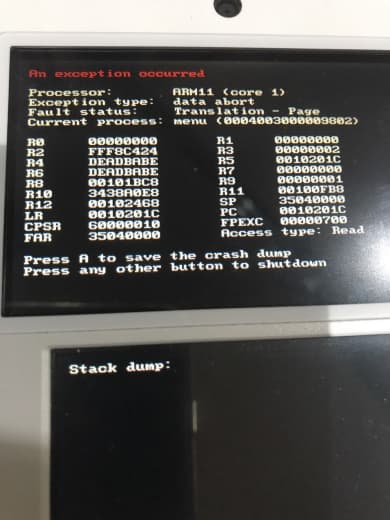 An exception occurred
Processor: ARM11 (core 1)
Exception type: data abort
Fault status: Translation - Page
Current process: menu (0004003000009802)
R0 00000000 R1 00000000
R2 FFF8C424 R3 00000002
R4 DEADBABE R5 0010201C
R6 DEADBABE R7 00000000
R8 00101BC8 R9 00000001
R10 3438A0E8 R11 00100FB8
R12 00102468 SP 35040000
LR 0010201C PC 0010201C
CPSR 60000010 FPEXC 00000700
FAR 35040000 Access type: Read
Press A to save the crash dump
Press any other button to shutdown
Stack dump: